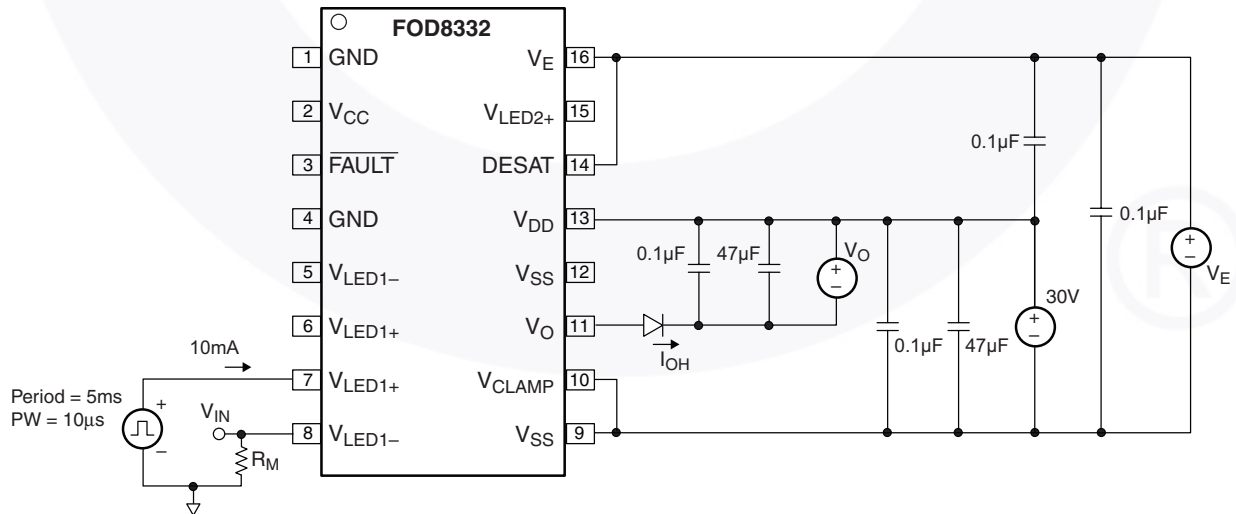 FOD8332
1 GND
2 VCC
3 FAULT
4 GND
5 VLED1–
6 VLED1+
7 VLED1+
8 VLED1–
VE 16
VLED2+ 15
DESAT 14
VDD 13
VSS 12
VO 11
VCLAMP 10
VSS 9
10mA
Period = 5ms
PW = 10µs
+
–
VIN
RM
0.1µF
47µF
+
–
VO
IOH
0.1µF
47µF
30V
+
–
0.1µF
0.1µF
+
–
VE
®